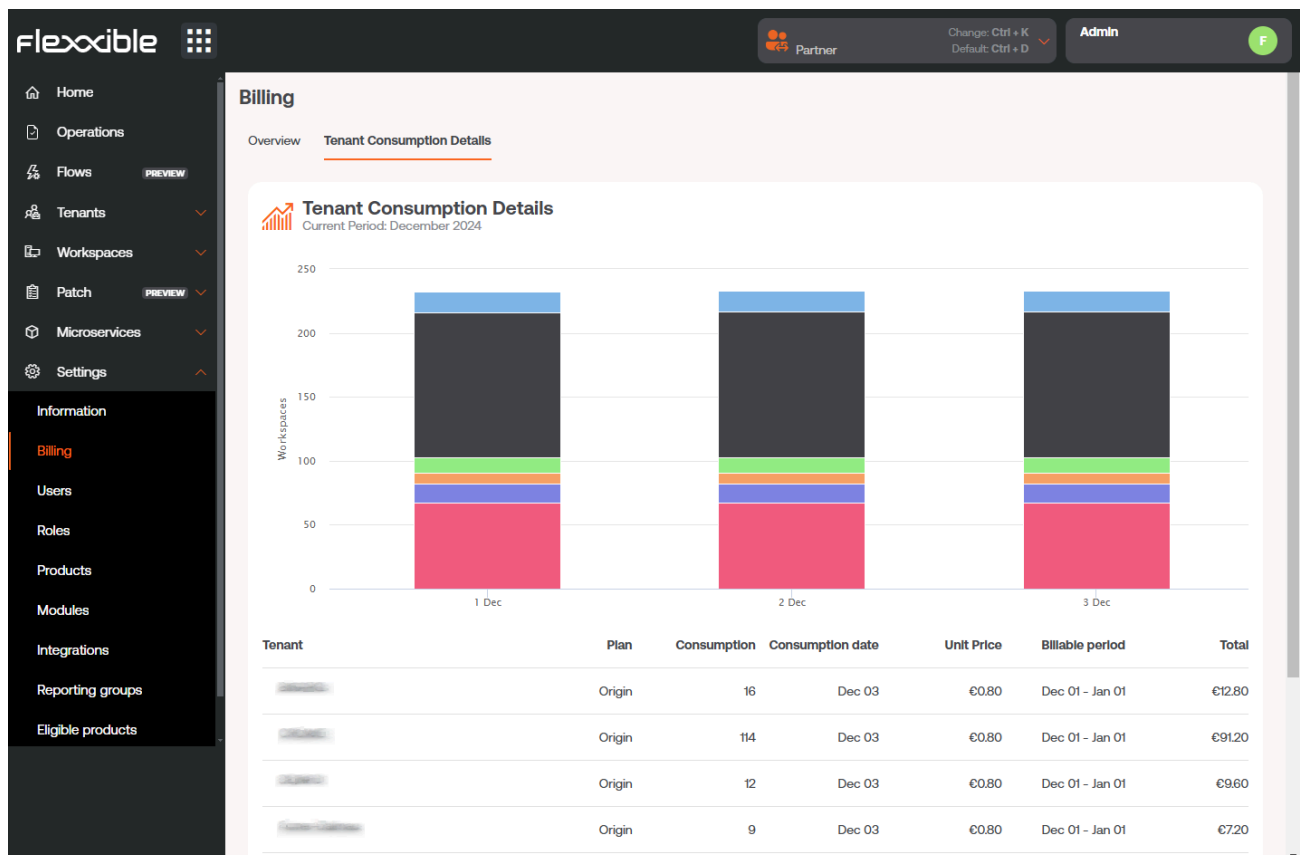 flexxible
Partner
Change: Ctrl + K
Default: Ctrl + D
Admin
F
Home
Operations
Flows PREVIEW
Tenants
Workspaces
Patch PREVIEW
Microservices
Settings
Information
Billing
Users
Roles
Products
Modules
Integrations
Reporting groups
Eligible products
Billing
Overview Tenant Consumption Details
Tenant Consumption Details
Current Period: December 2024
250
200
150
100
50
0
Workspaces
1 Dec 2 Dec 3 Dec
Tenant Plan Consumption Consumption date Unit Price Billable period Total
Origin 16 Dec 03 €0.80 Dec 01 - Jan 01 €12.80
Origin 114 Dec 03 €0.80 Dec 01 - Jan 01 €91.20
Origin 12 Dec 03 €0.80 Dec 01 - Jan 01 €9.60
Origin 9 Dec 03 €0.80 Dec 01 - Jan 01 €7.20